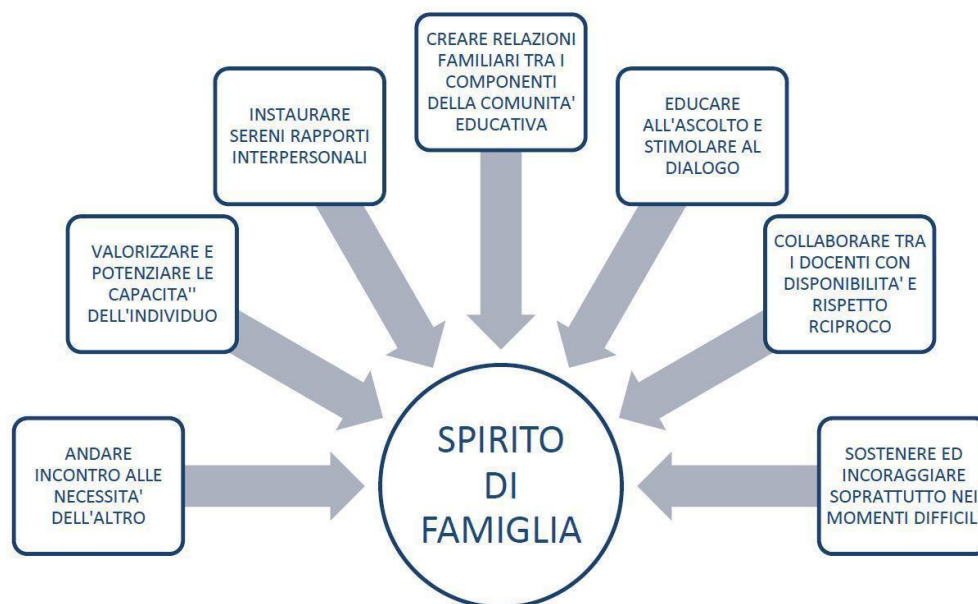 CREARE RELAZIONI
FAMILIARI TRA I
COMPONENTI
DELLA COMUNITA'
EDUCATIVA
INSTAURARE
SERENI RAPPORTI
INTERPERSONALI
EDUCARE
ALL'ASCOLTO E
STIMOLARE AL
DIALOGO
VALORIZZARE E
POTENZIARE LE
CAPACITA''
DELL'INDIVIDUO
COLLABORARE TRA
I DOCENTI CON
DISPONIBILITA' E
RISPETTO
RCIPROCO
ANDARE
INCONTRO ALLE
NECESSITA'
DELL'ALTRO
SPIRITO
DI
FAMIGLIA
SOSTENERE ED
INCORAGGIARE
SOPRATTUTTO NEI
MOMENTI DIFFICIL